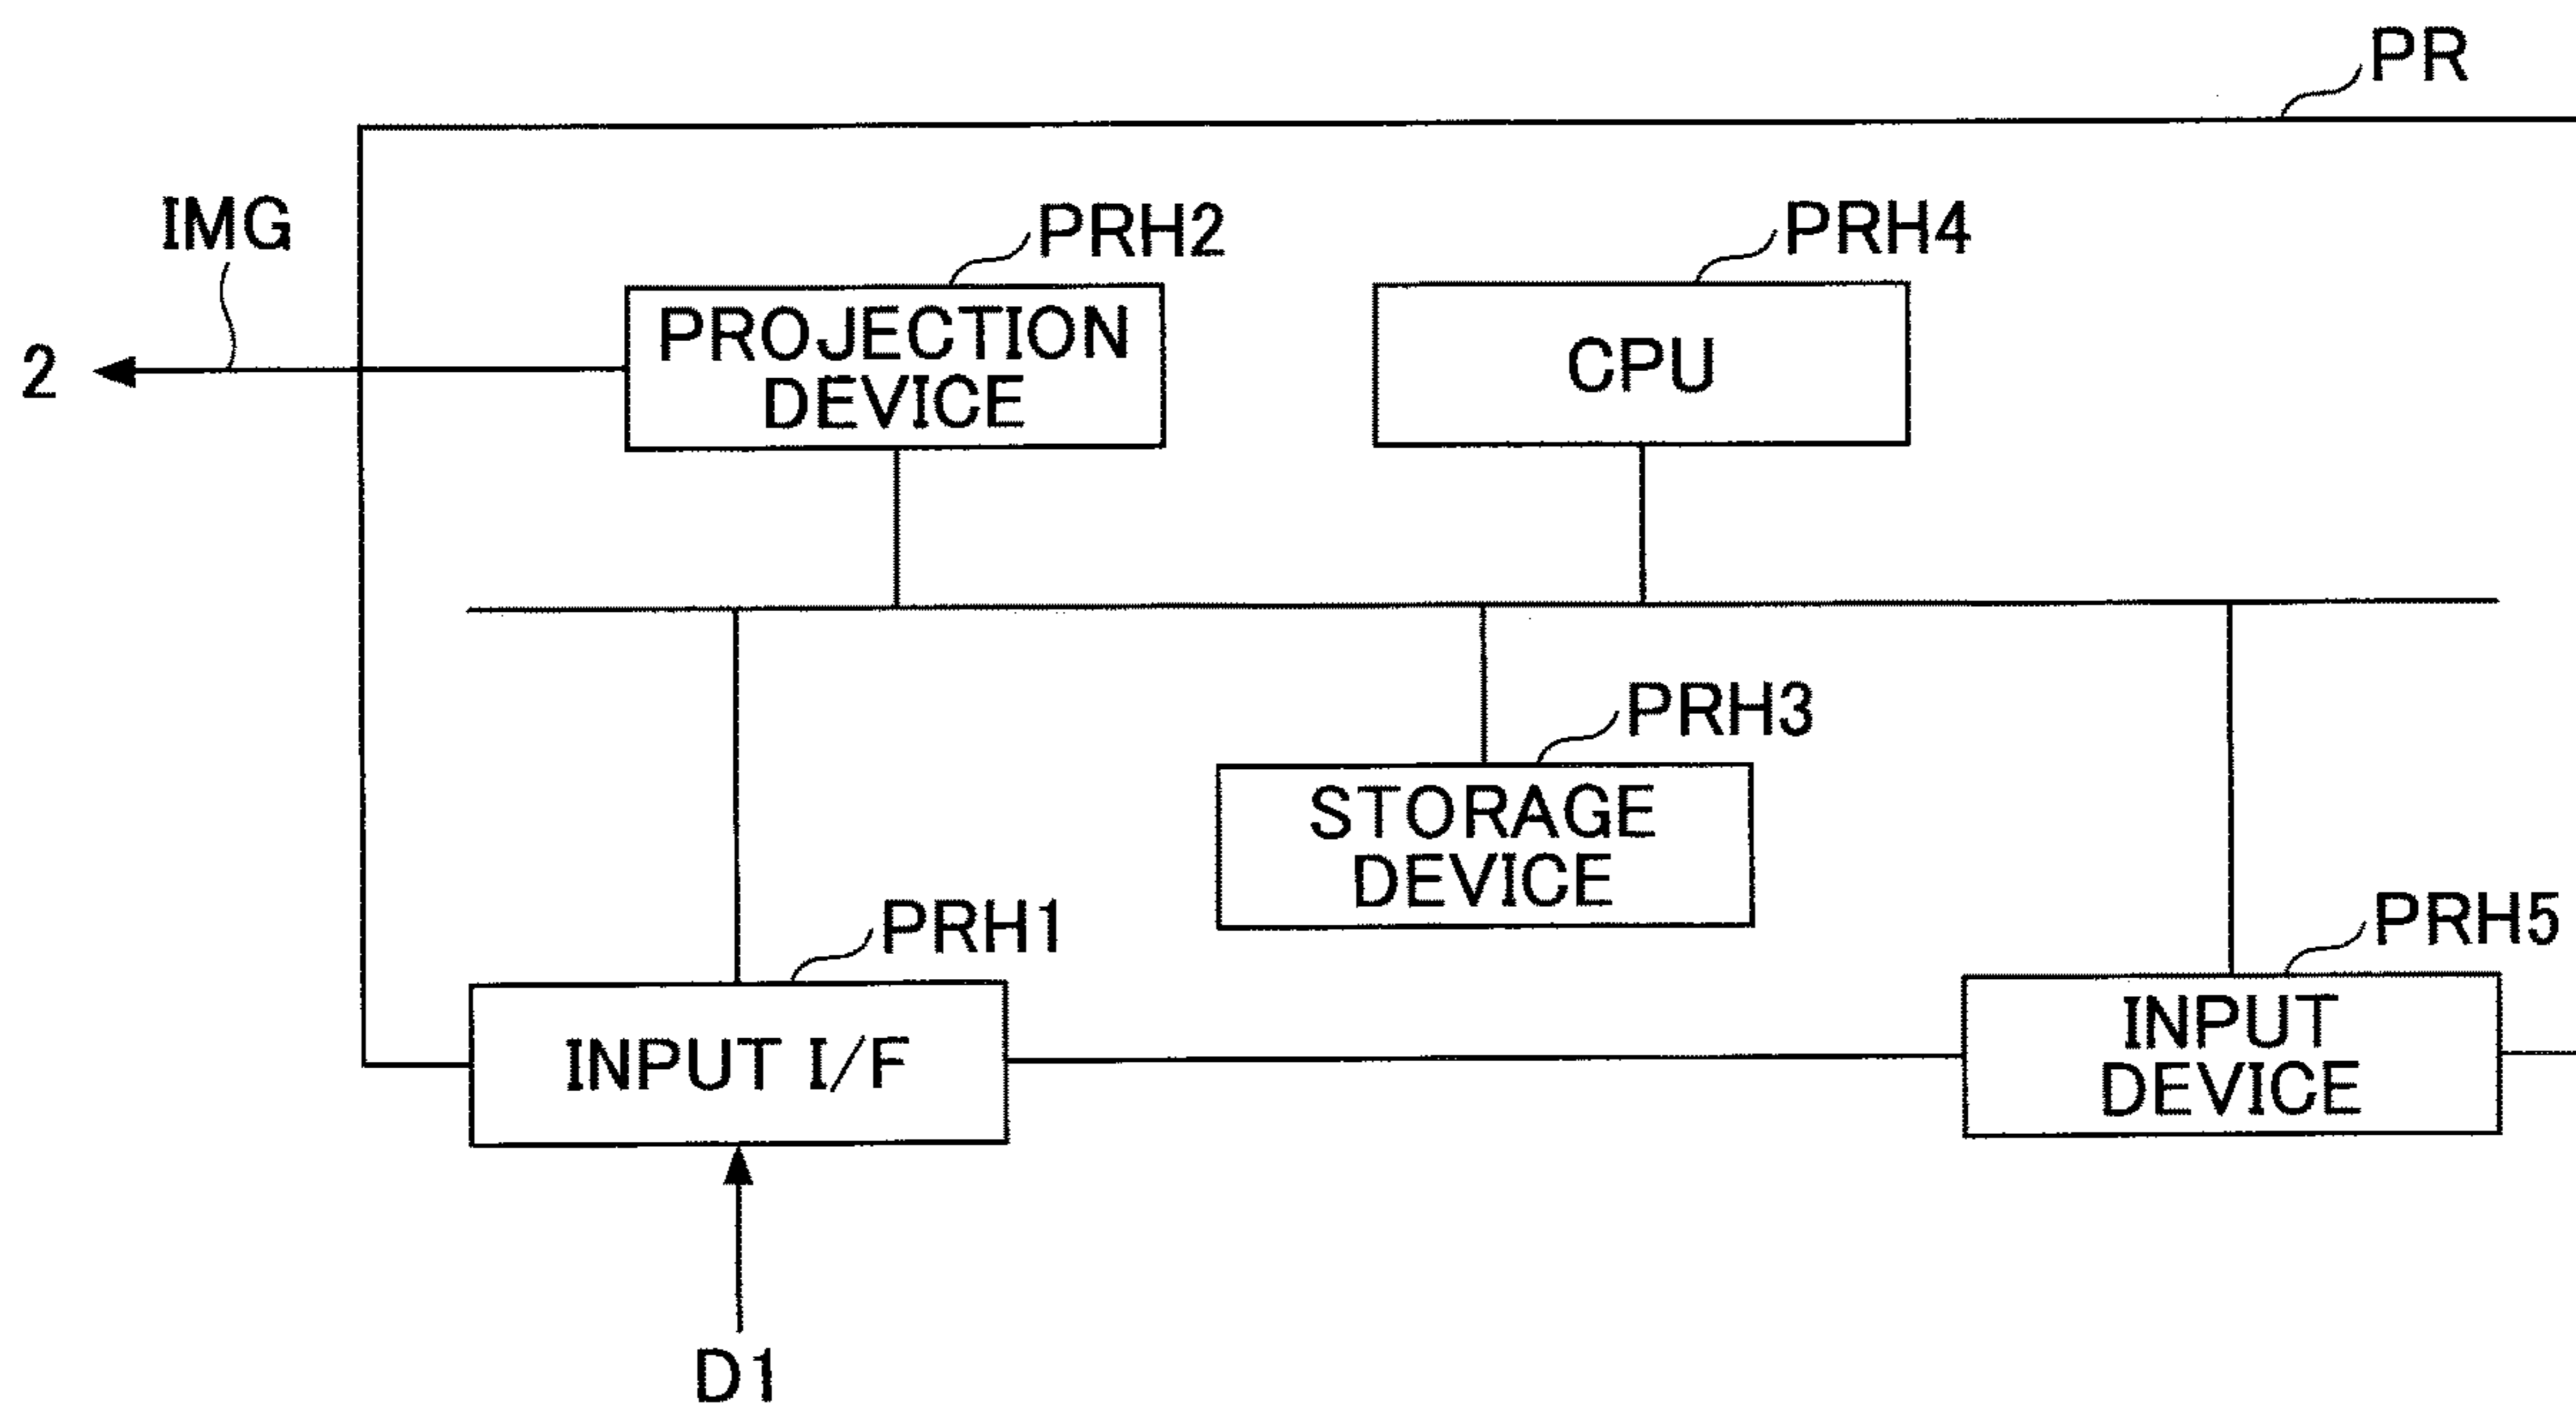 PR
IMG
PRH2
PRH4
PROJECTION
DEVICE
CPU
2
PRH3
STORAGE
DEVICE
PRH1
PRH5
INPUT I/F
INPUT
DEVICE
D1